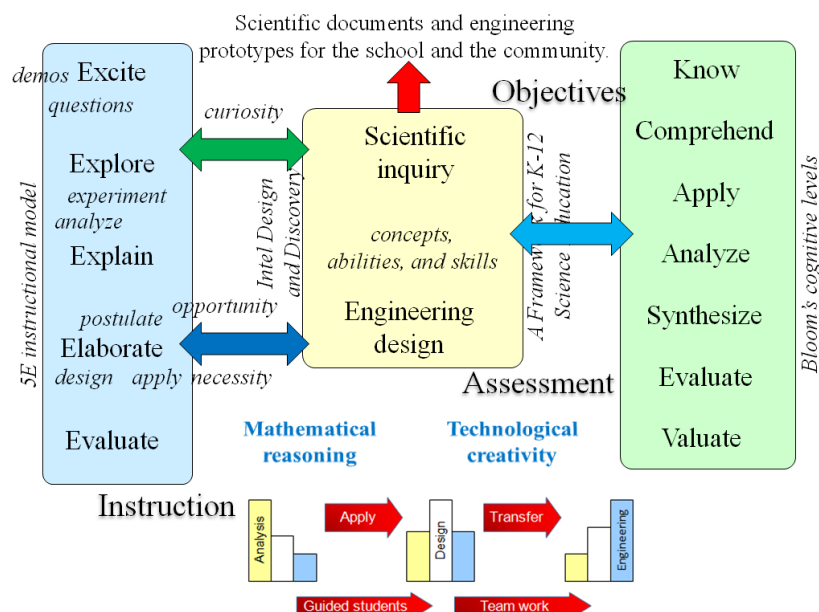 Scientific documents and engineering
prototypes for the school and the community.
Excite
demos
questions
Explore
experiment
analyze
Explain
postulate
Elaborate
design apply
Evaluate
5E instructional model
curiosity
opportunity
necessity
Intel Design
and Discovery
Scientific
inquiry
concepts,
abilities, and skills
Engineering
design
Objectives
A Framework for K-12
Science Education
Assessment
Know
Comprehend
Apply
Analyze
Synthesize
Evaluate
Valuate
Bloom's cognitive levels
Mathematical
reasoning
Technological
creativity
Instruction
Analysis
Apply
Design
Transfer
Engineering
Guided students
Team work